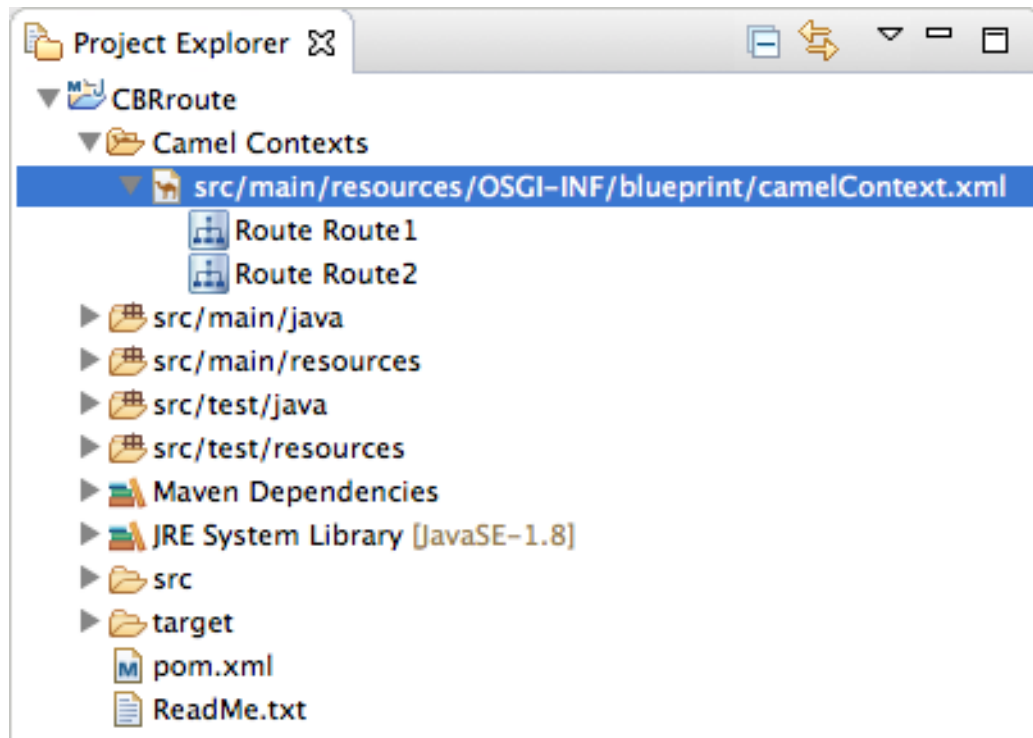 Project Explorer
CBRroute
Camel Contexts
src/main/resources/OSGI-INF/blueprint/camelContext.xml
Route Route1
Route Route2
src/main/java
src/main/resources
src/test/java
src/test/resources
Maven Dependencies
JRE System Library [JavaSE-1.8]
src
target
pom.xml
ReadMe.txt